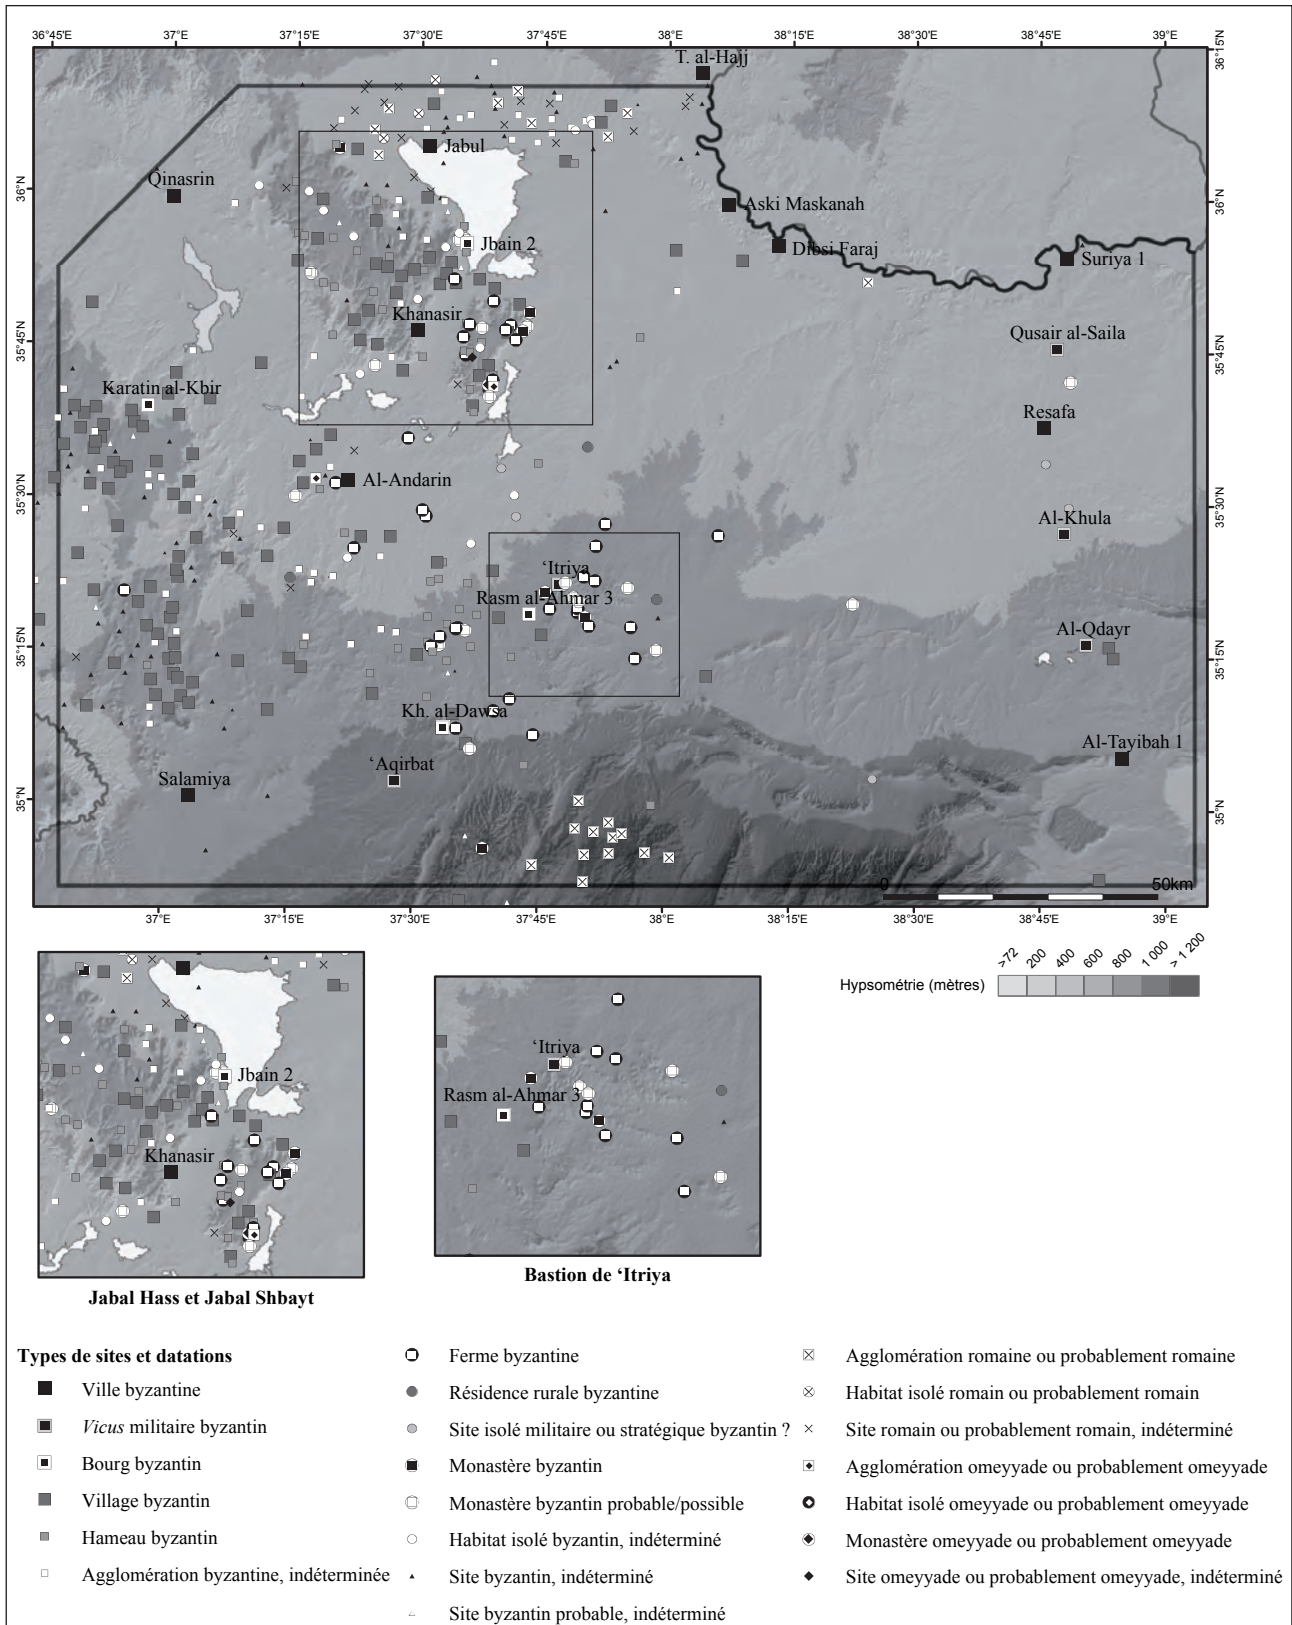 36°45'E 37°E 37°15'E 37°30'E 37°45'E 38°E 38°15'E 38°30'E 38°45'E 39°E
36°15'N
T. al-Hajj
Jabul
36°N
Qinasrin
Aski Maskanah
36°N
Jbain 2
Dibsi Faraj
Suriya 1
Khanasir
35°45'N
Qusair al-Saila
35°45'N
Karatin al-Kbir
Resafa
Al-Andarin
35°30'N
35°30'N
Al-Khula
‘Itriya
Rasm al-Ahmar 3
35°15'N
Al-Qdayr
35°15'N
Kh. al-Dawsa
Al-Tayibah 1
‘Aqirbat
Salamiya
35°N
35°N
0 50km
37°E 37°15'E 37°30'E 37°45'E 38°E 38°15'E 38°30'E 38°45'E 39°E
>72 200 400 600 800 1 000 > 1 200
Hypsométrie (mètres)
Jbain 2
Khanasir
Jabal Hass et Jabal Shbayt
‘Itriya
Rasm al-Ahmar 3
Bastion de ‘Itriya
Types de sites et datations
Ville byzantine
Vicus militaire byzantin
Bourg byzantin
Village byzantin
Hameau byzantin
Agglomération byzantine, indéterminée
Ferme byzantine
Résidence rurale byzantine
Site isolé militaire ou stratégique byzantin ?
Monastère byzantin
Monastère byzantin probable/possible
Habitat isolé byzantin, indéterminé
Site byzantin, indéterminé
Site byzantin probable, indéterminé
Agglomération romaine ou probablement romaine
Habitat isolé romain ou probablement romain
Site romain ou probablement romain, indéterminé
Agglomération omeyyade ou probablement omeyyade
Habitat isolé omeyyade ou probablement omeyyade
Monastère omeyyade ou probablement omeyyade
Site omeyyade ou probablement omeyyade, indéterminé